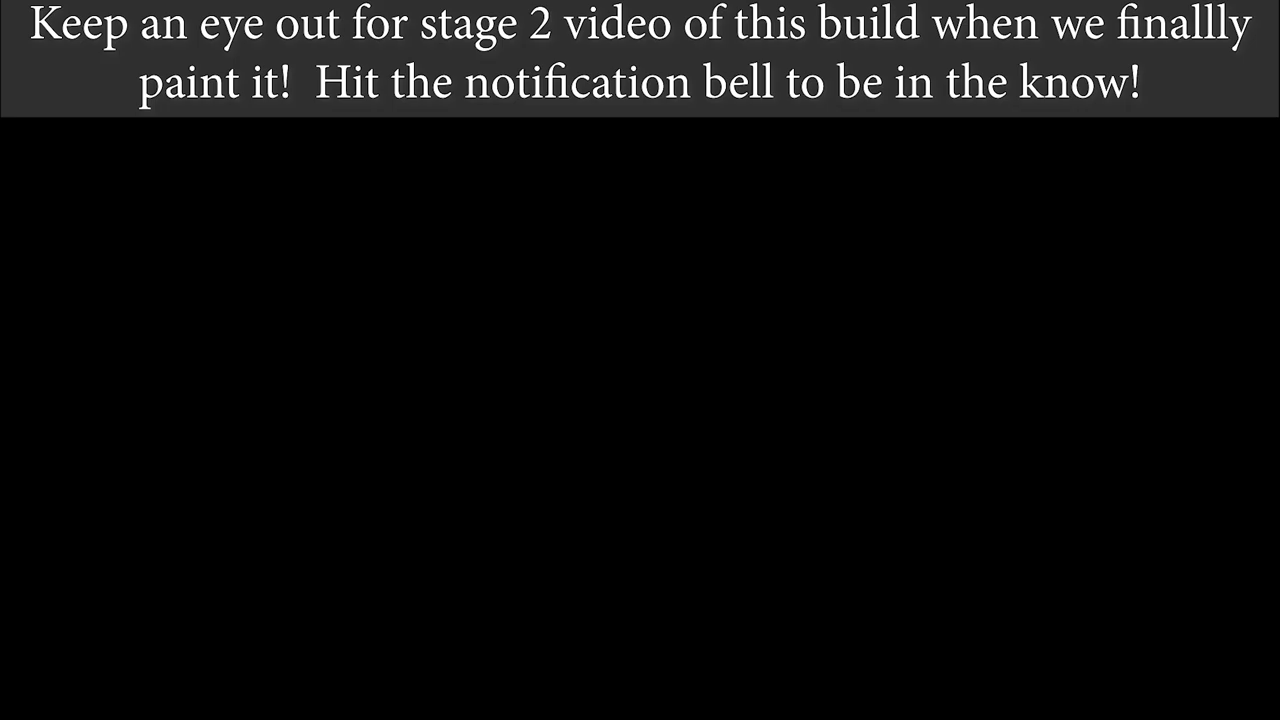 Keep an eye out for stage 2 video of this build when we finallly
paint it!  Hit the notification bell to be in the know!